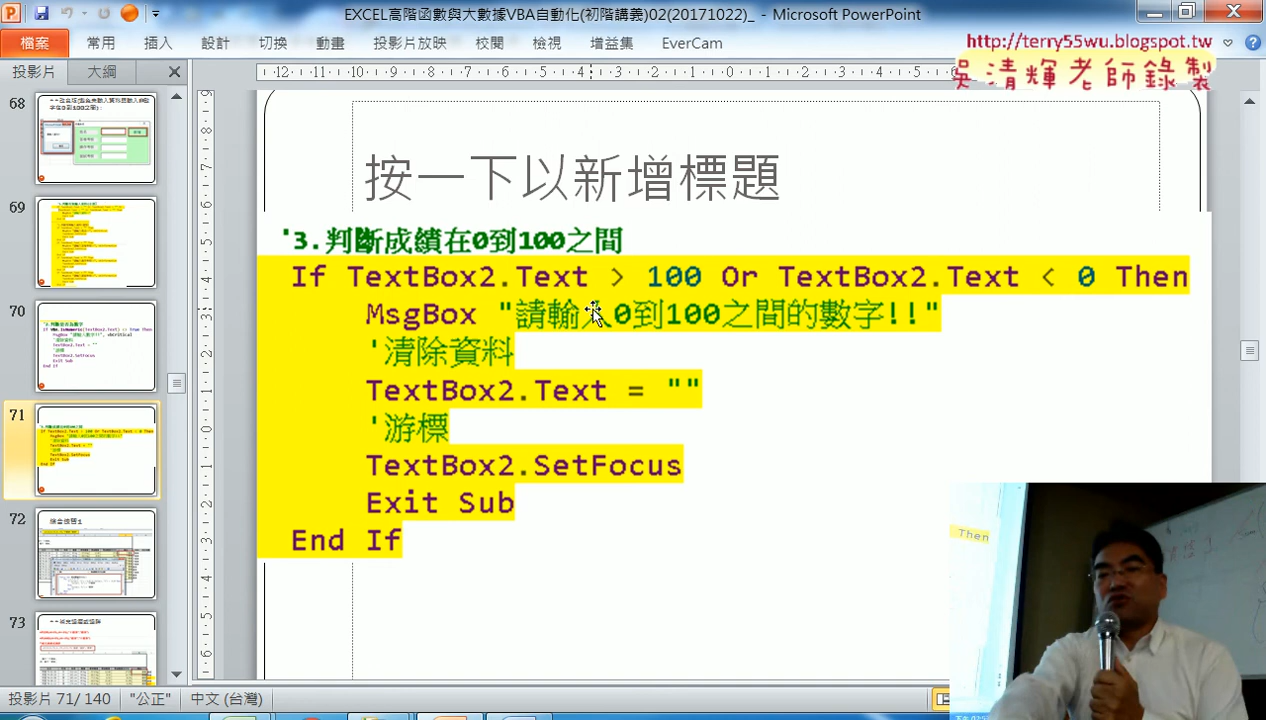 EXCEL高階函數與大數據VBA自動化(初階講義)02(20171022)_ - Microsoft PowerPoint
檔案 常用 插入 設計 切換 動畫 投影片放映 校閱 檢視 增益集 EverCam
http://terry55wu.blogspot.tw
吳清輝老師錄製
投影片 大綱
68
69
70
71
72
73
按一下以新增標題
'3.判斷成績在0到100之間
If TextBox2.Text > 100 Or TextBox2.Text < 0 Then
MsgBox "請輸入0到100之間的數字!!"
'清除資料
TextBox2.Text = ""
'游標
TextBox2.SetFocus
Exit Sub
End If
Then
投影片 71/140 "公正" 中文 (台灣)